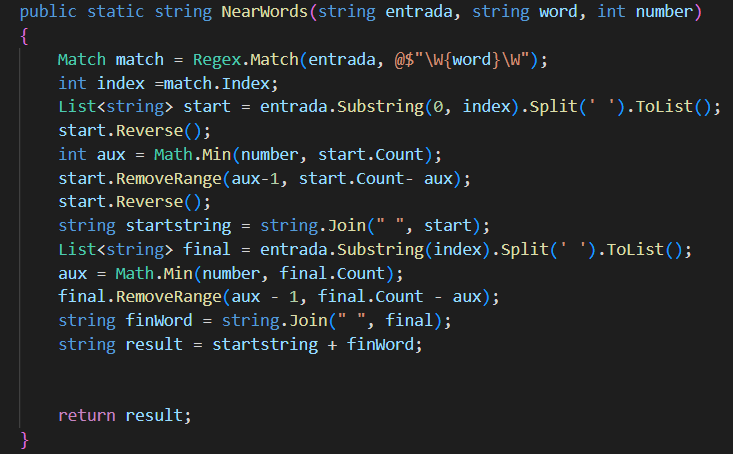 public static string NearWords(string entrada, string word, int number)
{
Match match = Regex.Match(entrada, @$"\W{word}\W");
int index =match.Index;
List<string> start = entrada.Substring(0, index).Split(' ').ToList();
start.Reverse();
int aux = Math.Min(number, start.Count);
start.RemoveRange(aux-1, start.Count- aux);
start.Reverse();
string startstring = string.Join(" ", start);
List<string> final = entrada.Substring(index).Split(' ').ToList();
aux = Math.Min(number, final.Count);
final.RemoveRange(aux - 1, final.Count - aux);
string finWord = string.Join(" ", final);
string result = startstring + finWord;
return result;
}